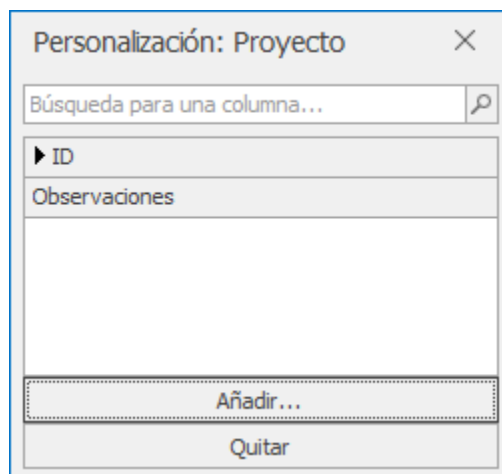 Personalización: Proyecto
Búsqueda para una columna...
ID
Observaciones
Añadir...
Quitar